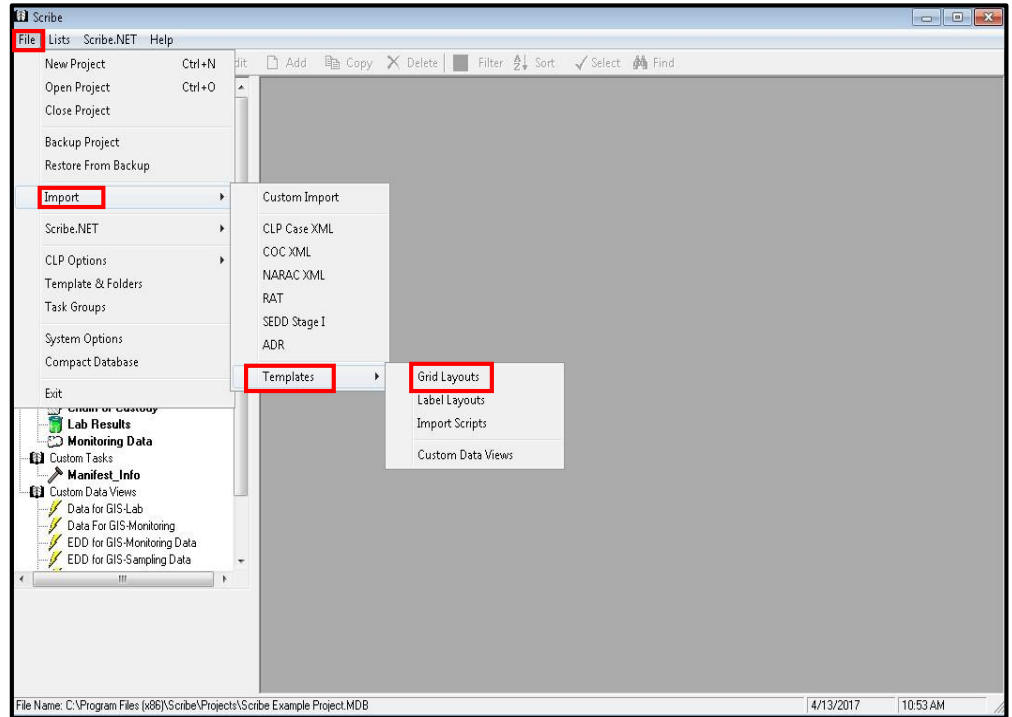 Scribe
File Lists Scribe.NET Help
dit Add Copy Delete Filter Sort Select Find
New Project Ctrl+N
Open Project Ctrl+O
Close Project
Backup Project
Restore From Backup
Import
Scribe.NET
CLP Options
Template & Folders
Task Groups
System Options
Compact Database
Exit
Custom Import
CLP Case XML
COC XML
NARAC XML
RAT
SEDD Stage I
ADR
Templates
Grid Layouts
Label Layouts
Import Scripts
Custom Data Views
Chain of Custody
Lab Results
Monitoring Data
Custom Tasks
Manifest_Info
Custom Data Views
Data for GIS-Lab
Data For GIS-Monitoring
EDD for GIS-Monitoring Data
EDD for GIS-Sampling Data
File Name: C:\Program Files (x86)\Scribe\Projects\Scribe Example Project.MDB 4/13/2017 10:53 AM